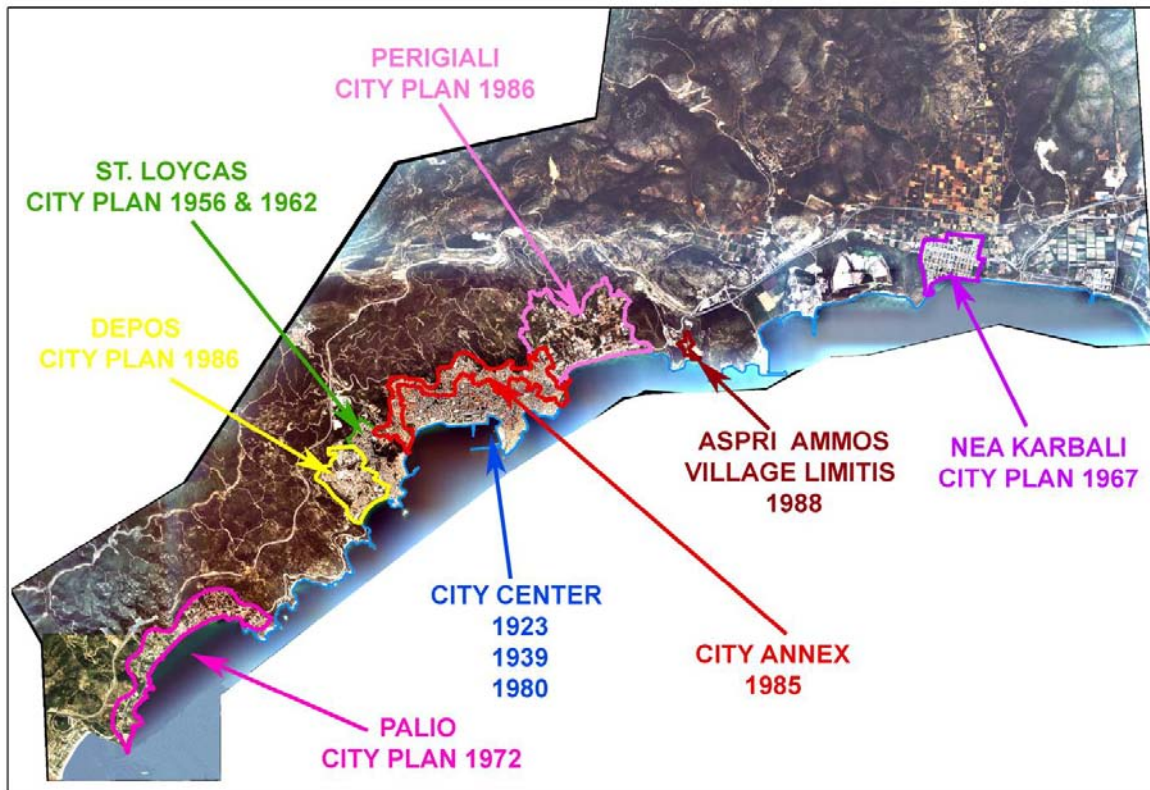 PERIGIALI
CITY PLAN 1986
ST. LOYCAS
CITY PLAN 1956 & 1962
DEPOS
CITY PLAN 1986
ASPRI AMMOS
VILLAGE LIMITIS
1988
NEA KARBALI
CITY PLAN 1967
CITY CENTER
1923
1939
1980
CITY ANNEX
1985
PALIO
CITY PLAN 1972